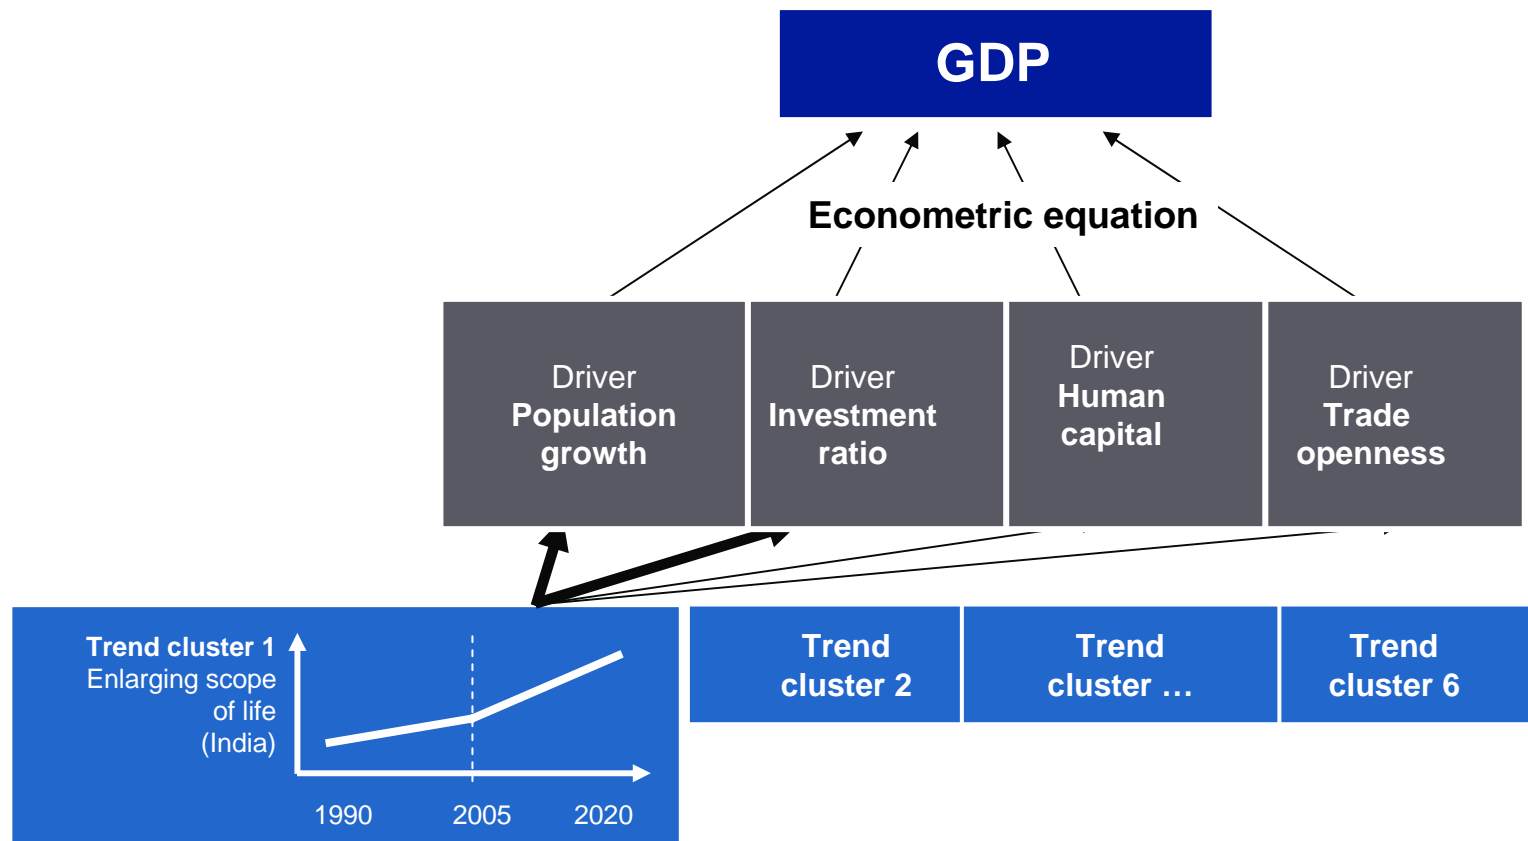 GDP
Econometric equation
Driver
Population
growth
Driver
Investment
ratio
Driver
Human
capital
Driver
Trade
openness
Trend cluster 1
Enlarging scope
of life
(India)
1990 2005 2020
Trend
cluster 2
Trend
cluster …
Trend
cluster 6